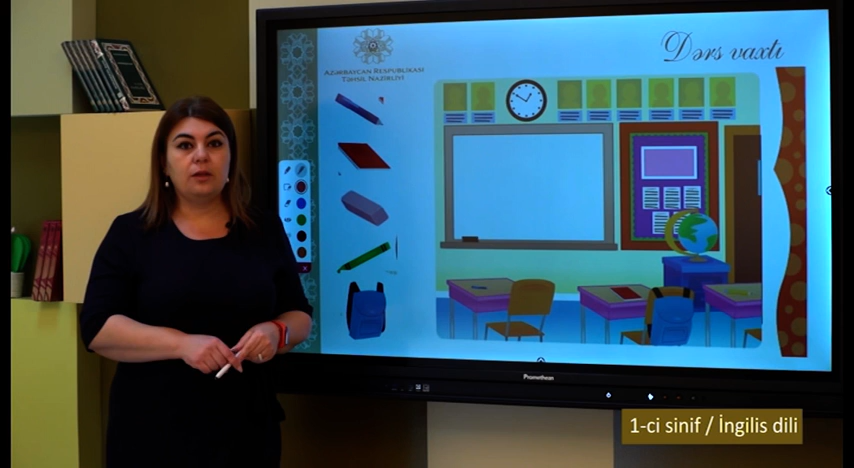 Dərs vaxtı
AZƏRBAYCAN RESPUBLİKASI
TƏHSİL NAZİRLİYİ
Promethean
1-ci sinif / İngilis dili